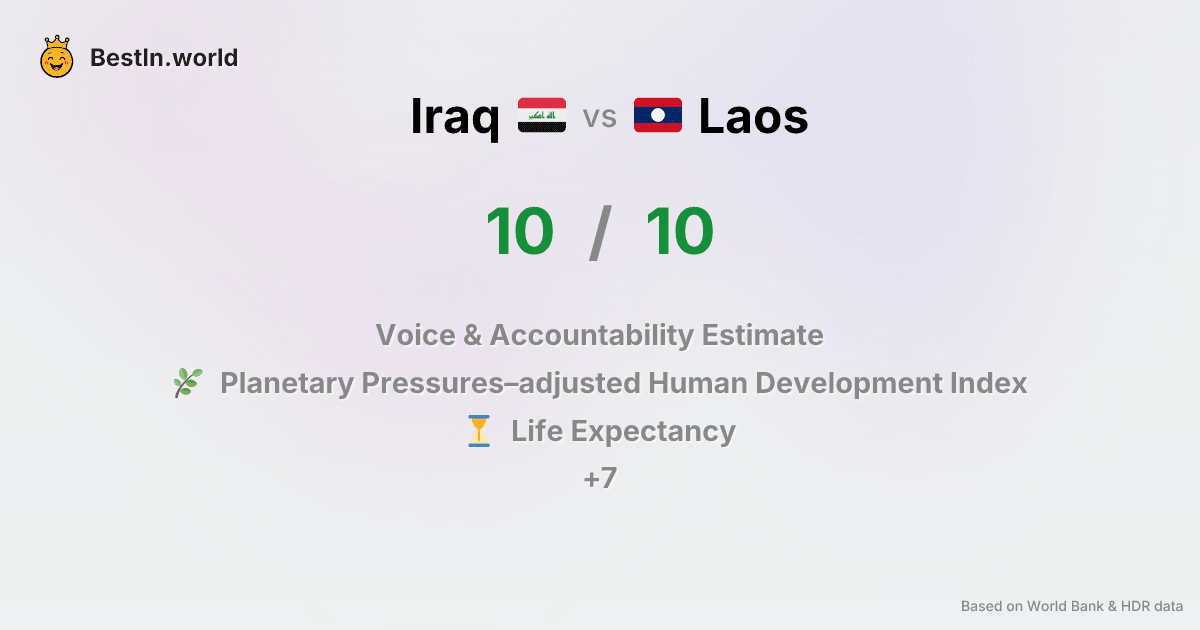 BestIn.world
Iraq vs Laos
10 / 10
Voice & Accountability Estimate
Planetary Pressures–adjusted Human Development Index
Life Expectancy
+7
Based on World Bank & HDR data